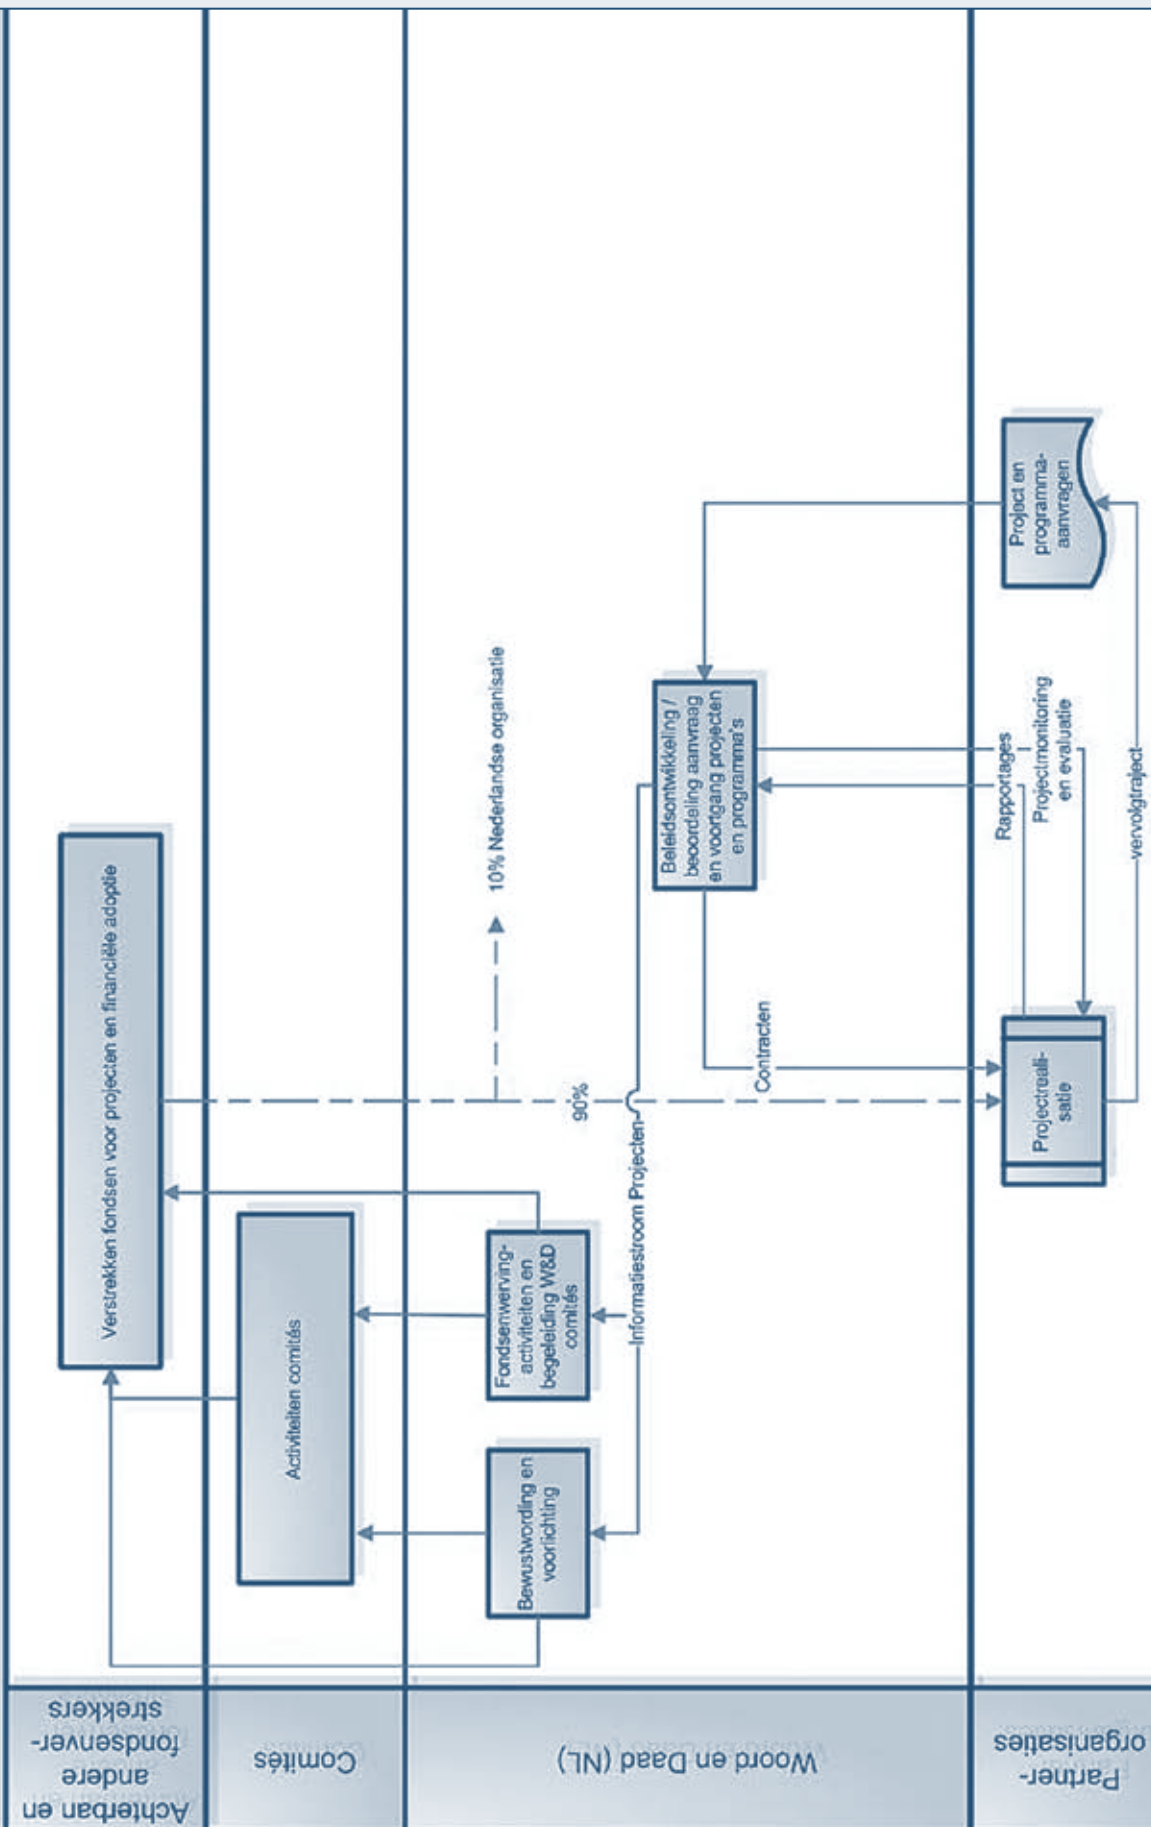 Achterban en
andere
fondsenver-
strekkers
Verstrekken fondsen voor projecten en financiële adoptie
Comités
Activiteiten comités
Woord en Daad (NL)
Bewustwording en
voorlichting
Fondsenwerving-
activiteiten en
begeleiding W&D
comités
10% Nederlandse organisatie
90%
Informatiestroom Projecten
Beleidsontwikkeling /
beoordeling aanvraag
en voortgang projecten
en programma's
Contracten
Partner-
organisaties
Projectreali-
satie
Rapportages
Projectmonitoring
en evaluatie
Project en
programma-
aanvragen
vervolgtraject